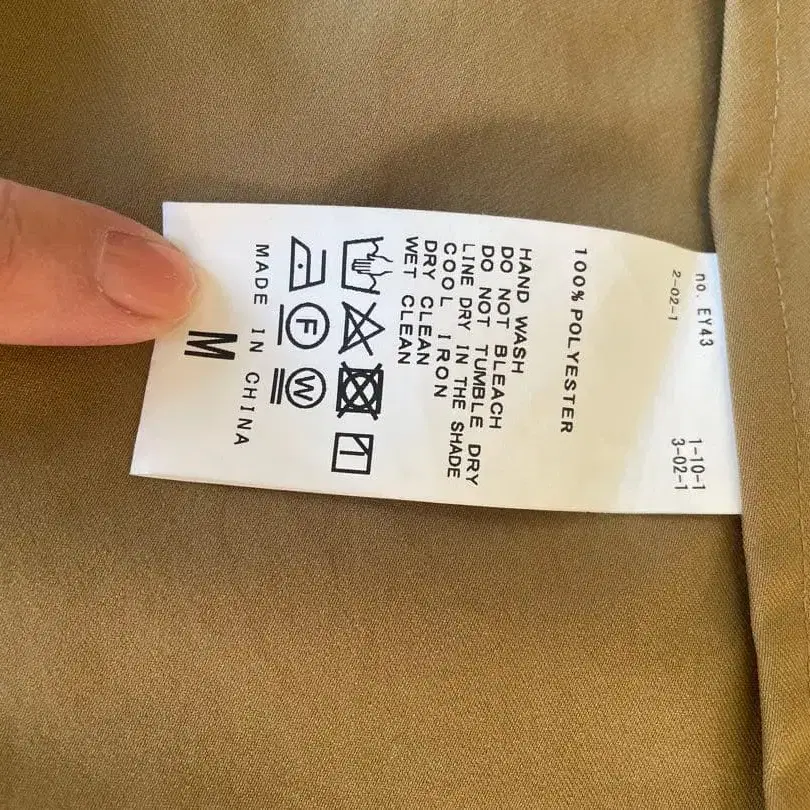 no. EY43
1-10-1
2-02-1
3-02-1
100% POLYESTER
HAND WASH
DO NOT BLEACH
DO NOT TUMBLE DRY
LINE DRY IN THE SHADE
COOL IRON
DRY CLEAN
WET CLEAN
F
W
MADE IN CHINA
M